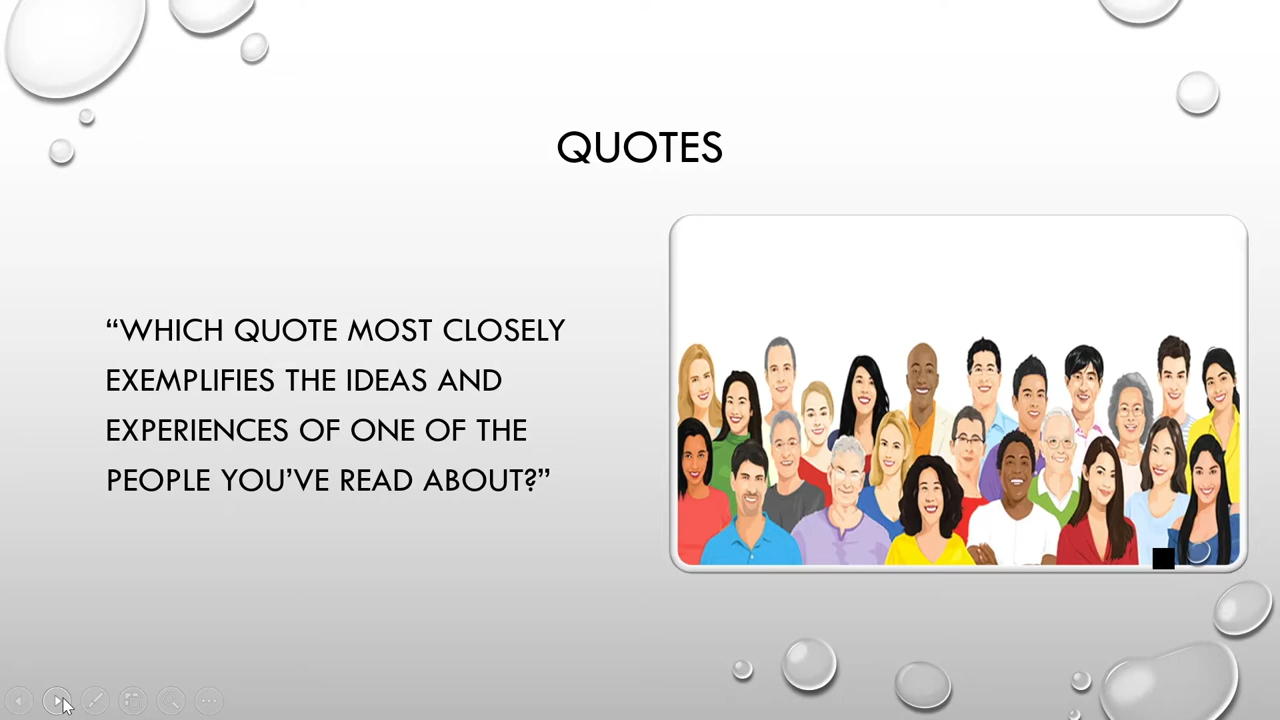 QUOTES
“WHICH QUOTE MOST CLOSELY
EXEMPLIFIES THE IDEAS AND
EXPERIENCES OF ONE OF THE
PEOPLE YOU’VE READ ABOUT?”